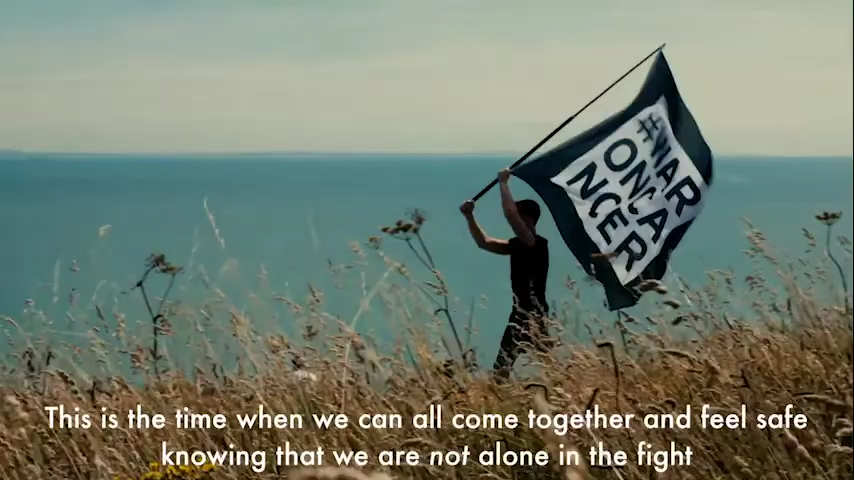 #WAR
ONCA
NCER
This is the time when we can all come together and feel safe
knowing that we are not alone in the fight